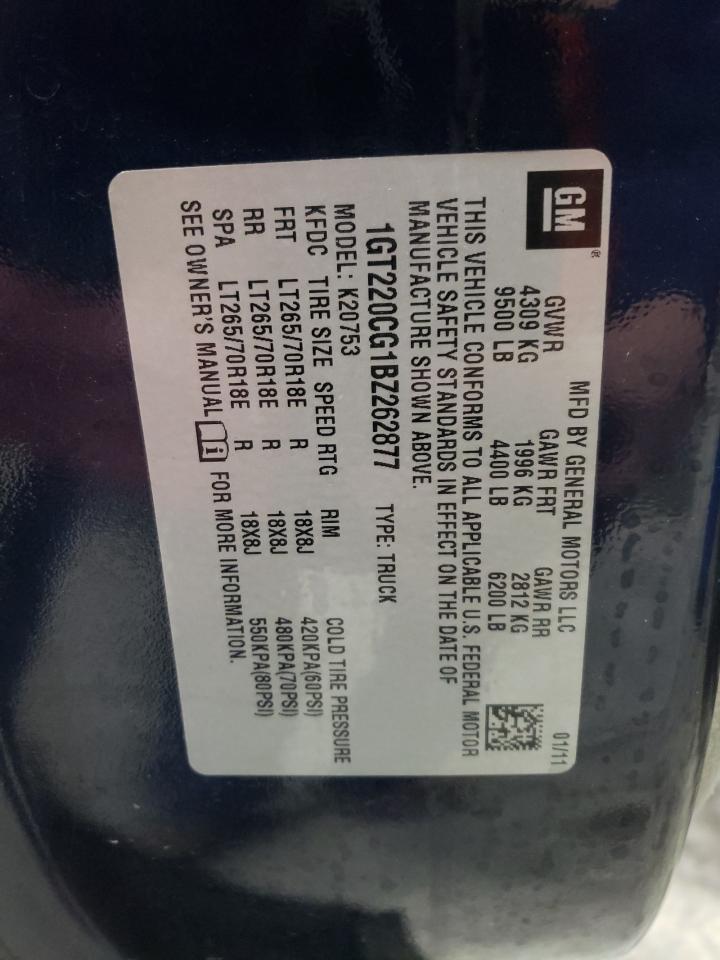 GM®
MFD BY GENERAL MOTORS LLC 01/11
GVWR GAWR FRT GAWR RR
4309 KG 1996 KG 2812 KG
9500 LB 4400 LB 6200 LB
THIS VEHICLE CONFORMS TO ALL APPLICABLE U.S. FEDERAL MOTOR
VEHICLE SAFETY STANDARDS IN EFFECT ON THE DATE OF
MANUFACTURE SHOWN ABOVE.
1GT220CG1BZ262877 TYPE: TRUCK
MODEL: K20753
KFDC TIRE SIZE SPEED RTG RIM COLD TIRE PRESSURE
FRT LT265/70R18E R 18X8J 420KPA(60PSI)
RR LT265/70R18E R 18X8J 480KPA(70PSI)
SPA LT265/70R18E R 18X8J 550KPA(80PSI)
SEE OWNER'S MANUAL i FOR MORE INFORMATION.